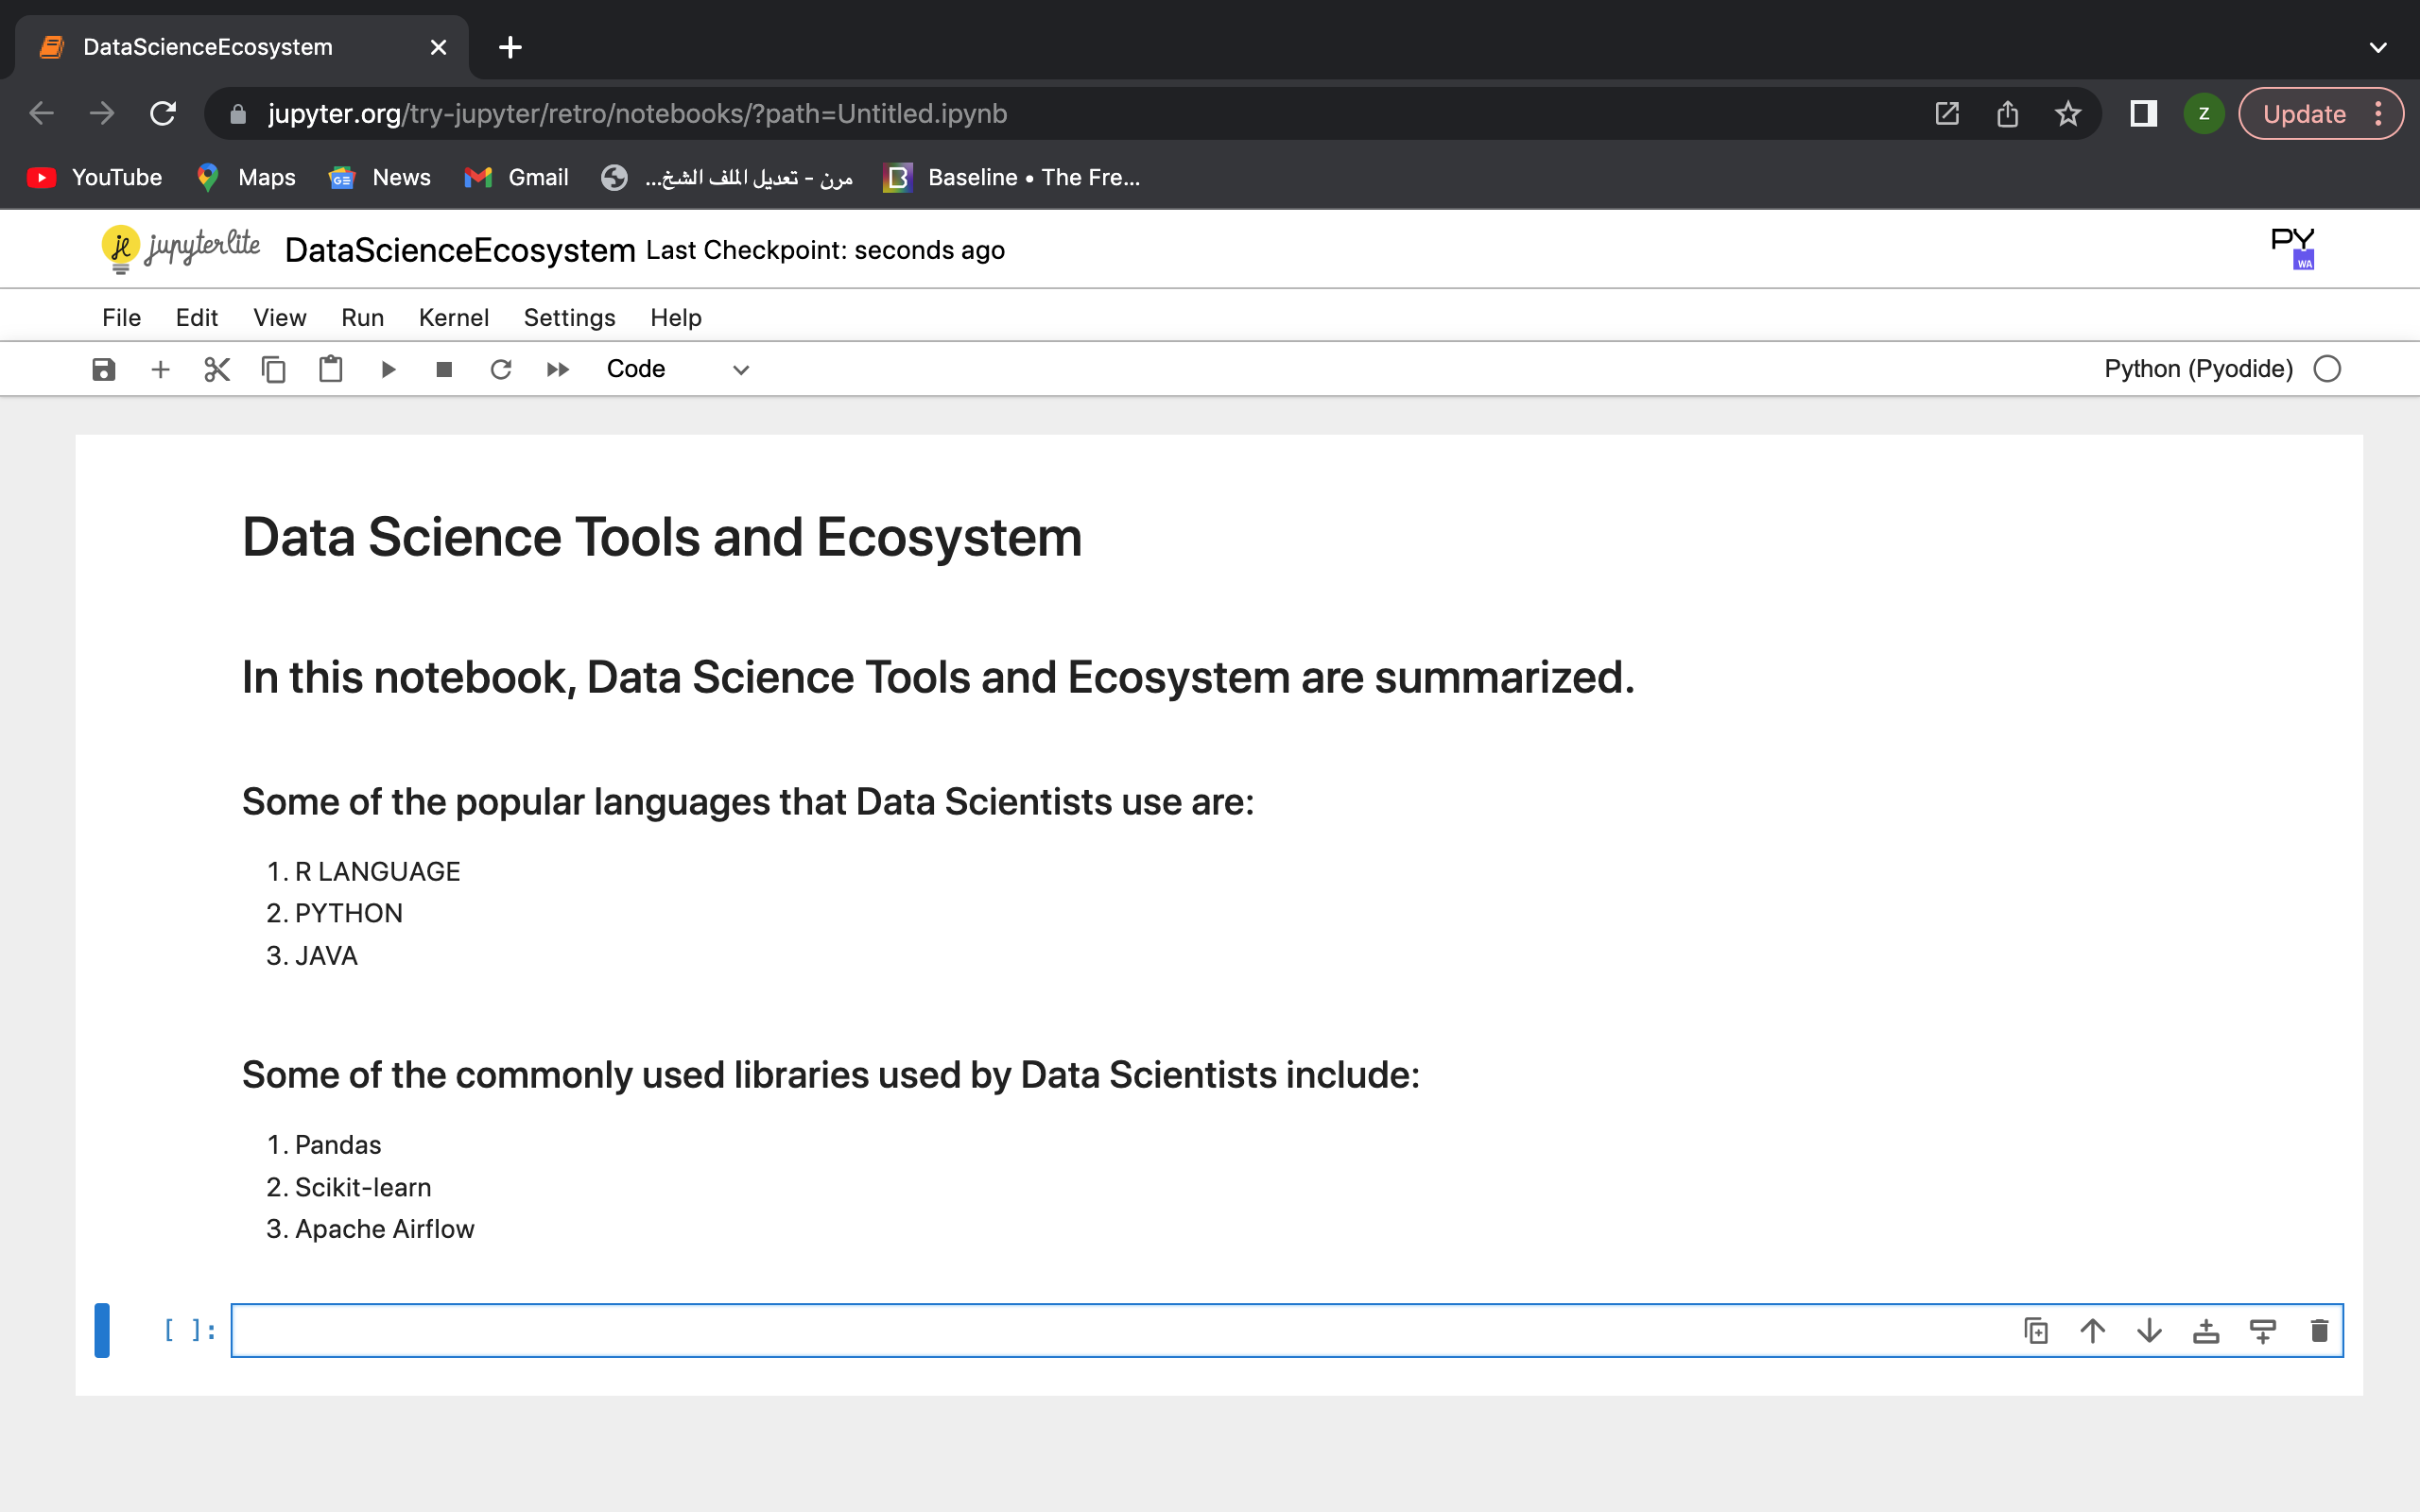 DataScienceEcosystem
jupyter.org/try-jupyter/retro/notebooks/?path=Untitled.ipynb
Z
Update
YouTube
Maps
News
Gmail
مرن - تعديل الملف الشخ...
Baseline • The Fre...
jupyterlite
DataScienceEcosystem Last Checkpoint: seconds ago
PY
WA
File Edit View Run Kernel Settings Help
Code
Python (Pyodide)
Data Science Tools and Ecosystem
In this notebook, Data Science Tools and Ecosystem are summarized.
Some of the popular languages that Data Scientists use are:
1. R LANGUAGE
2. PYTHON
3. JAVA
Some of the commonly used libraries used by Data Scientists include:
1. Pandas
2. Scikit-learn
3. Apache Airflow
[ ]: